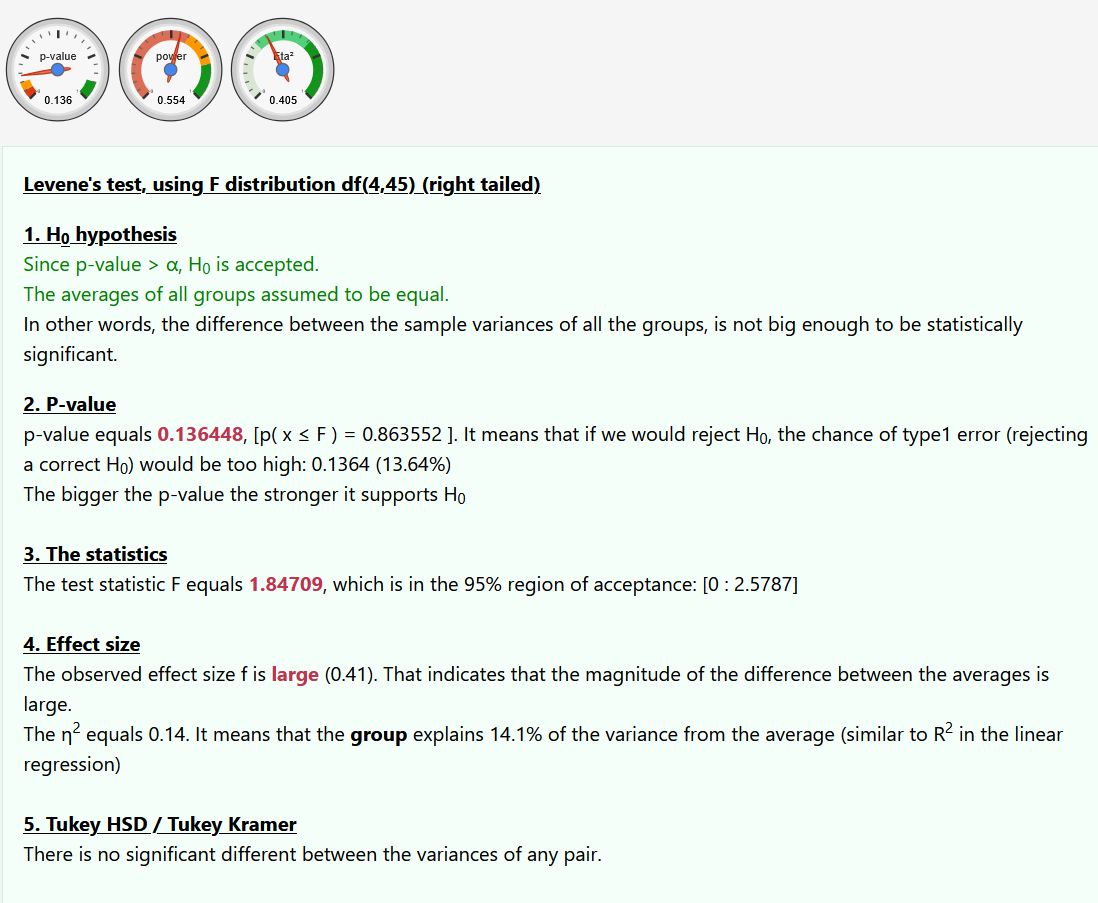 p-value
0.136
power
0.554
Eta²
0.405
Levene's test, using F distribution df(4,45) (right tailed)
1. H₀ hypothesis
Since p-value > α, H₀ is accepted.
The averages of all groups assumed to be equal.
In other words, the difference between the sample variances of all the groups, is not big enough to be statistically
significant.
2. P-value
p-value equals 0.136448, [p( x ≤ F ) = 0.863552 ]. It means that if we would reject H₀, the chance of type1 error (rejecting
a correct H₀) would be too high: 0.1364 (13.64%)
The bigger the p-value the stronger it supports H₀
3. The statistics
The test statistic F equals 1.84709, which is in the 95% region of acceptance: [0 : 2.5787]
4. Effect size
The observed effect size f is large (0.41). That indicates that the magnitude of the difference between the averages is
large.
The η² equals 0.14. It means that the group explains 14.1% of the variance from the average (similar to R² in the linear
regression)
5. Tukey HSD / Tukey Kramer
There is no significant different between the variances of any pair.